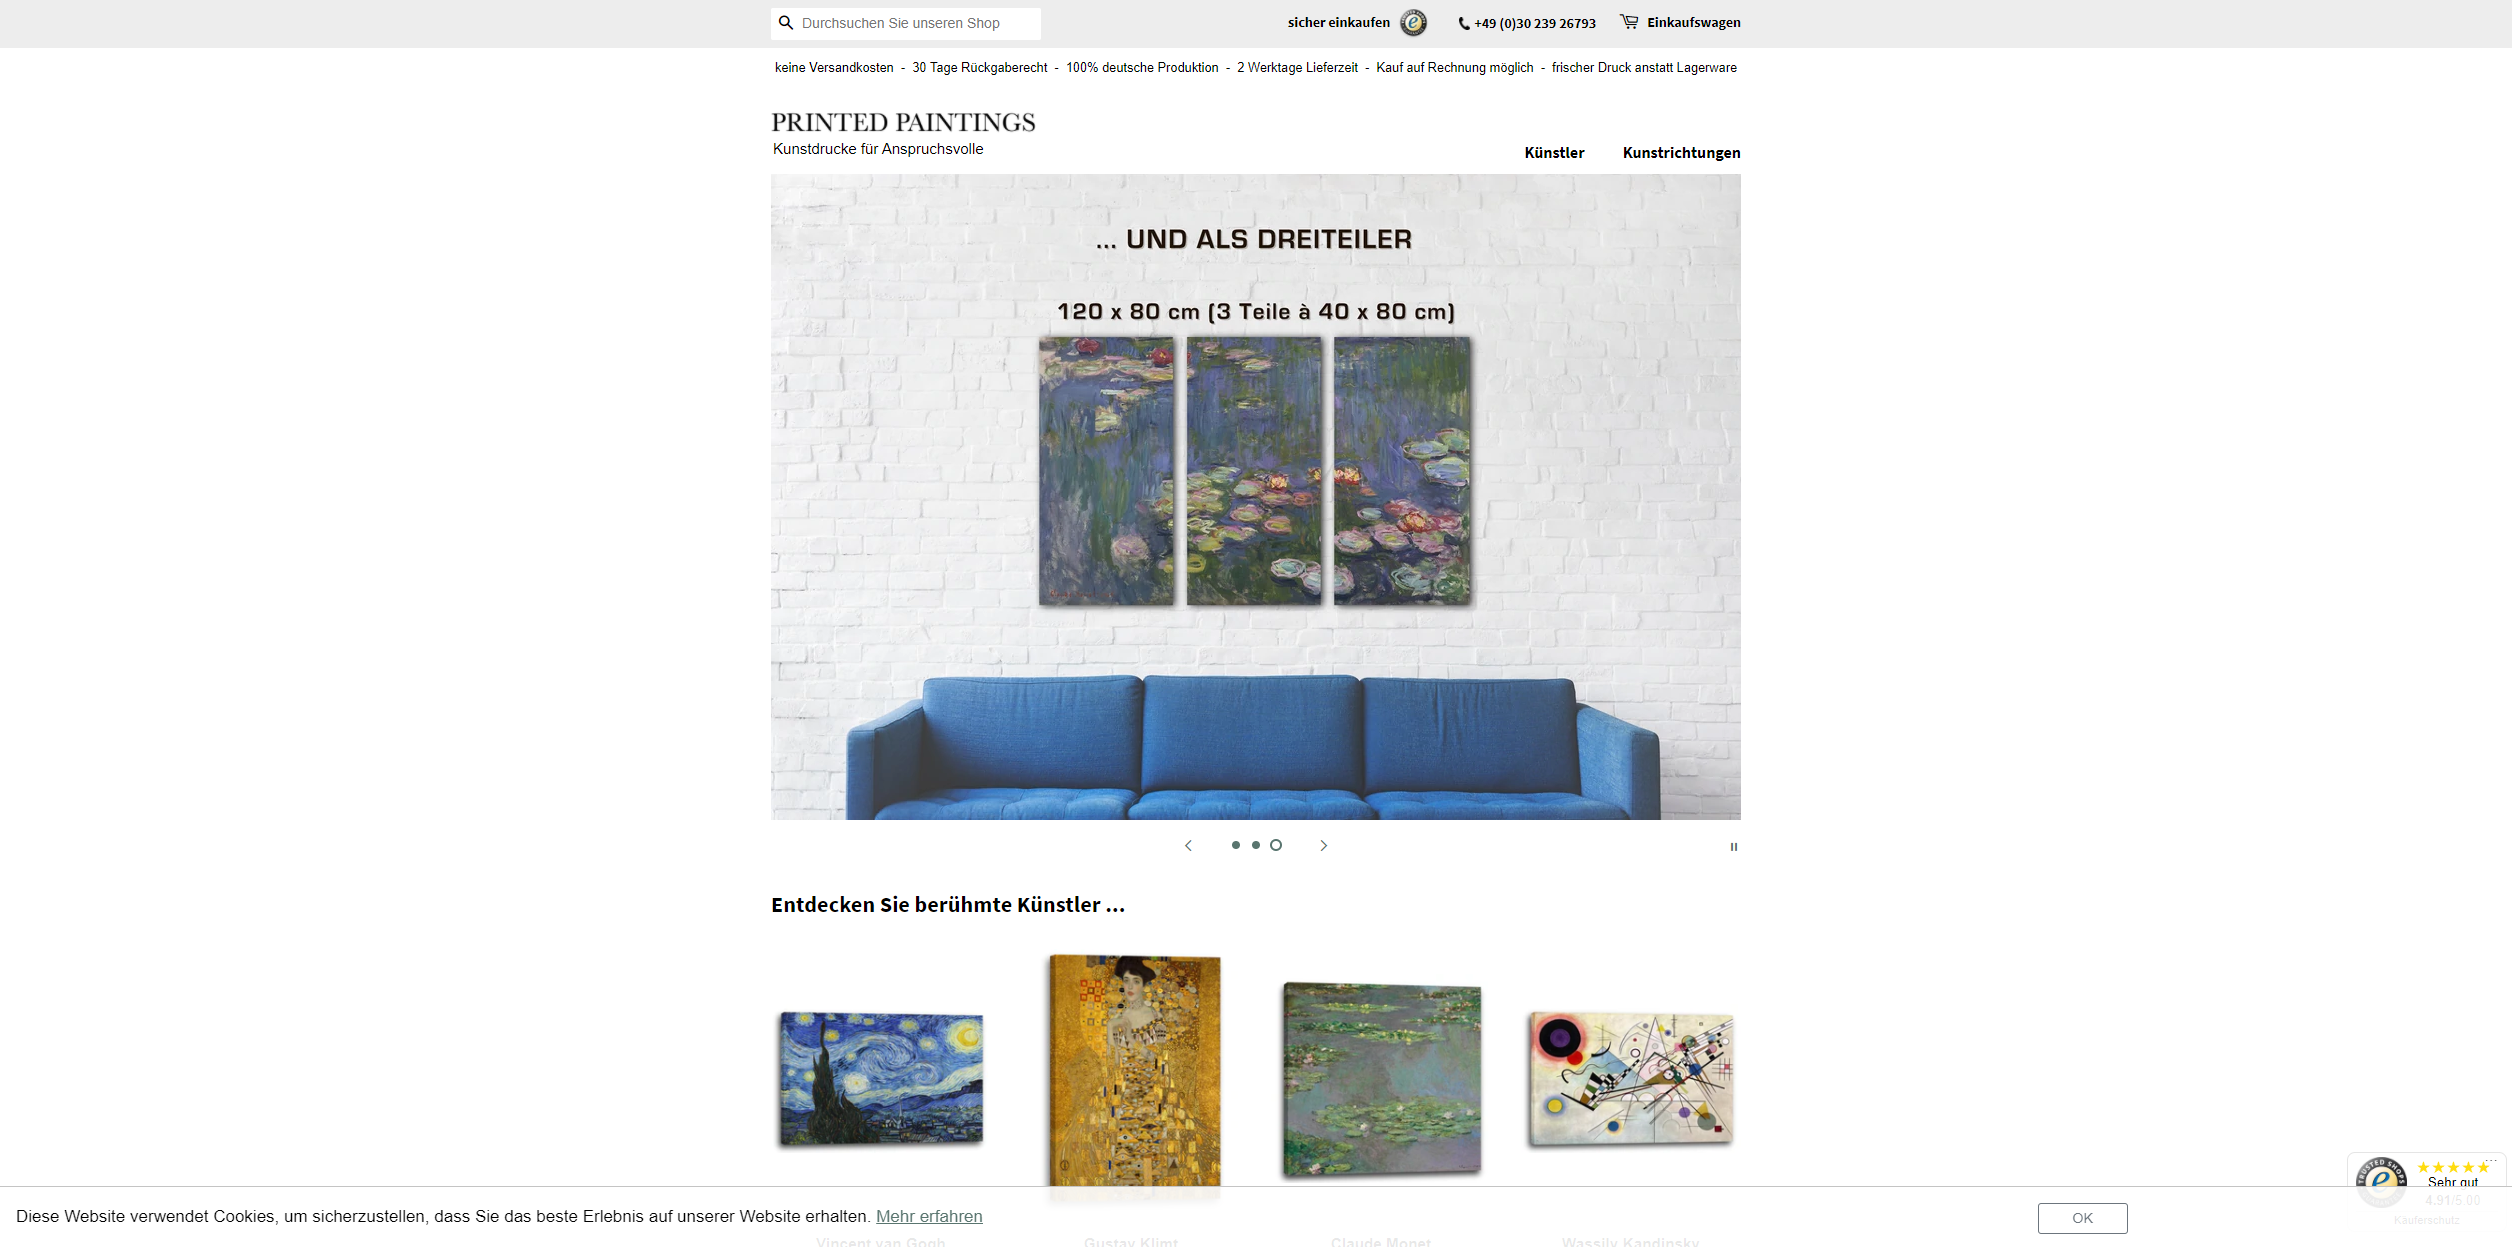 Durchsuchen Sie unseren Shop
sicher einkaufen
+49 (0)30 239 26793
Einkaufswagen
keine Versandkosten - 30 Tage Rückgaberecht - 100% deutsche Produktion - 2 Werktage Lieferzeit - Kauf auf Rechnung möglich - frischer Druck anstatt Lagerware
PRINTED PAINTINGS
Kunstdrucke für Anspruchsvolle
Künstler
Kunstrichtungen
... UND ALS DREITEILER
120 x 80 cm (3 Teile à 40 x 80 cm)
Entdecken Sie berühmte Künstler ...
TRUSTED SHOPS
Sehr gut
4.91/5.00
Käuferschutz
Diese Website verwendet Cookies, um sicherzustellen, dass Sie das beste Erlebnis auf unserer Website erhalten. Mehr erfahren
OK
Vincent van Gogh
Gustav Klimt
Claude Monet
Wassily Kandinsky